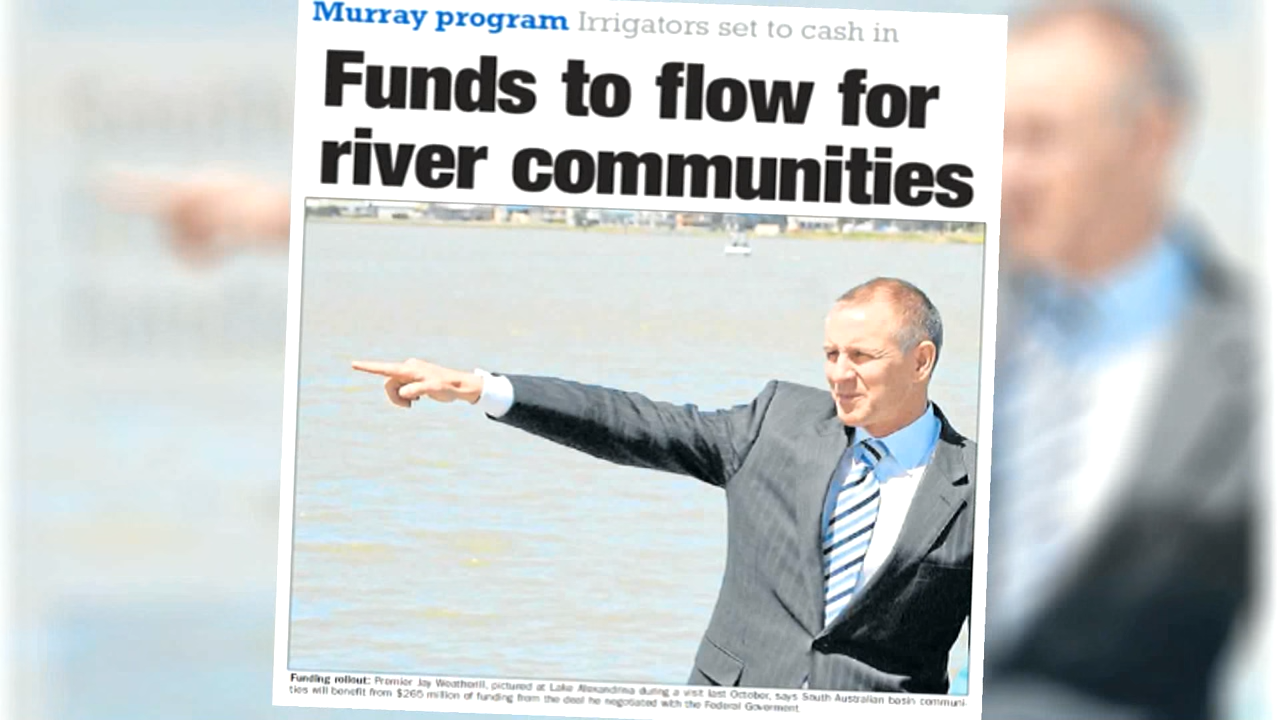 Murray program Irrigators set to cash in
Funds to flow for
river communities
Funding rollout: Premier Jay Weatherill, pictured at Lake Alexandrina during a visit last October, says South Australian basin communi-
ties will benefit from $265 million of funding from the deal he negotiated with the Federal Goverment.